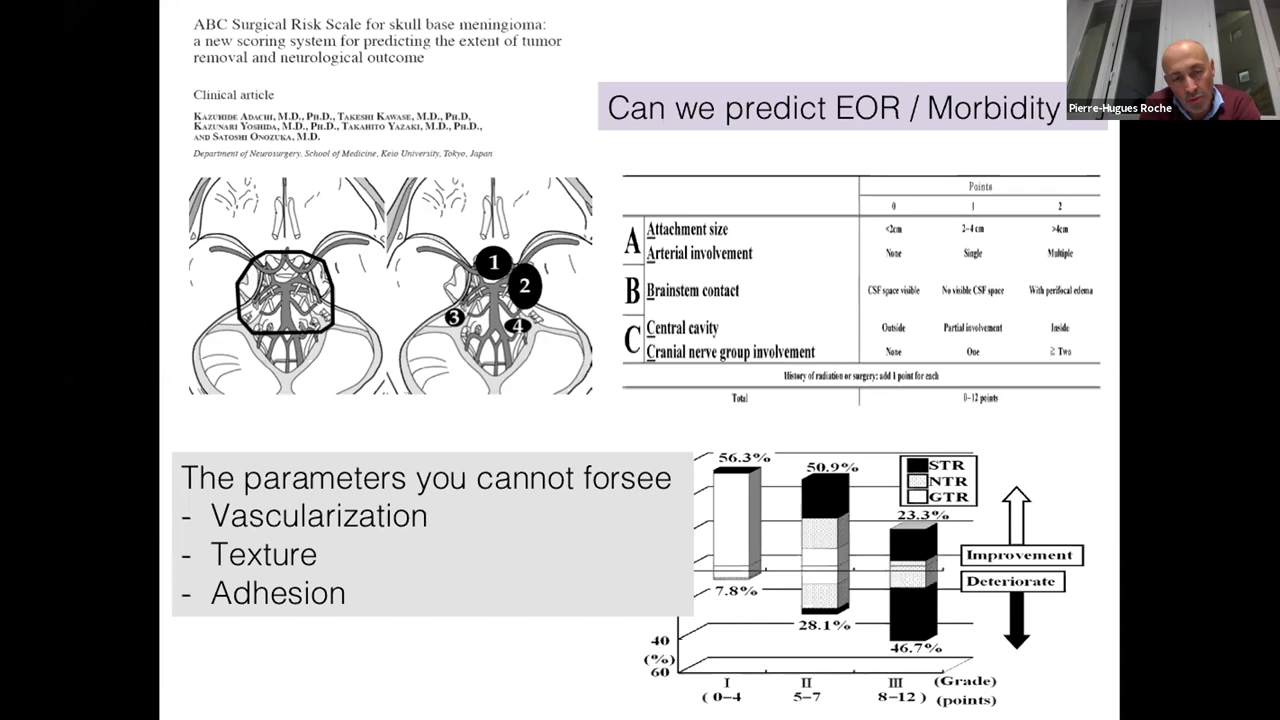 ABC Surgical Risk Scale for skull base meningioma:
a new scoring system for predicting the extent of tumor
removal and neurological outcome
Clinical article
KAZUHIDE ADACHI, M.D., PH.D., TAKESHI KAWASE, M.D., PH.D,
KAZUNARI YOSHIDA, M.D., PH.D., TAKAHITO YAZAKI, M.D., PH.D.,
AND SATOSHI ONOZUKA, M.D.
Department of Neurosurgery, School of Medicine, Keio University, Tokyo, Japan
Can we predict EOR / Morbidity
Pierre-Hugues Roche
1
2
3
4
Points
0 1 2
A Attachment size <2cm 2-4 cm >4cm
Arterial involvement None Single Multiple
B Brainstem contact CSF space visible No visible CSF space With perifocal edema
C Central cavity Outside Partial involvement Inside
Cranial nerve group involvement None One ≧ Two
History of radiation or surgery: add 1 point for each
Total 0-12 points
The parameters you cannot forsee
- Vascularization
- Texture
- Adhesion
56.3%
50.9%
23.3%
STR
NTR
GTR
Improvement
Deteriorate
7.8%
28.1%
46.7%
40
(%)
60
I II III (Grade)
( 0–4 ) 5–7 8–12 ) (points)